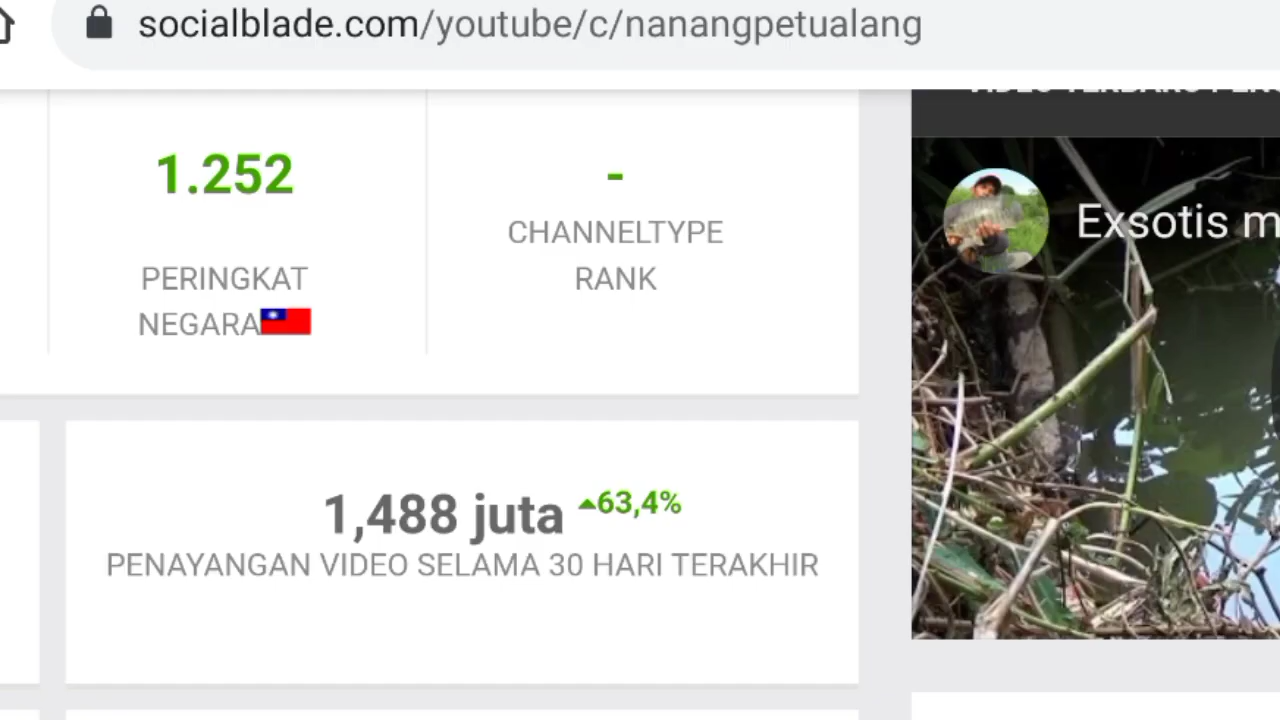 socialblade.com/youtube/c/nanangpetualang
1.252
PERINGKAT
NEGARA
-
CHANNELTYPE
RANK
1,488 juta 63,4%
PENAYANGAN VIDEO SELAMA 30 HARI TERAKHIR
Exsotis m